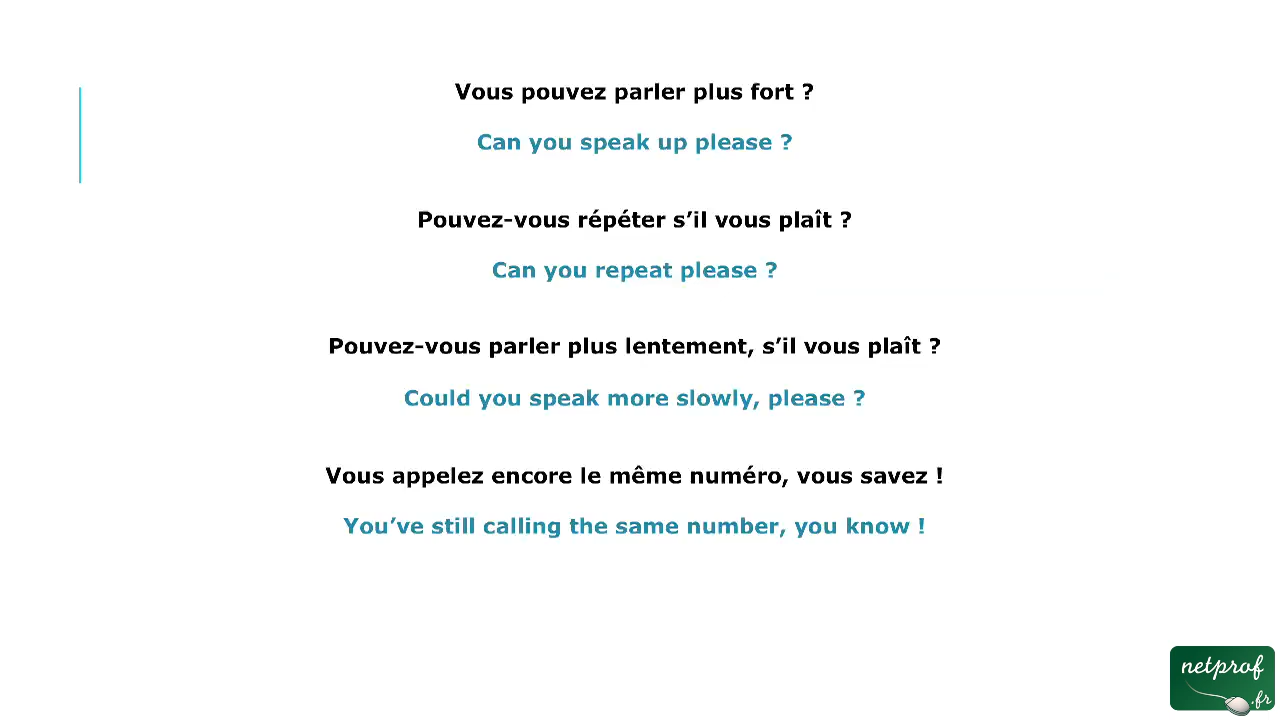 Vous pouvez parler plus fort ?
Can you speak up please ?
Pouvez-vous répéter s’il vous plaît ?
Can you repeat please ?
Pouvez-vous parler plus lentement, s’il vous plaît ?
Could you speak more slowly, please ?
Vous appelez encore le même numéro, vous savez !
You’ve still calling the same number, you know !
netprof
.fr